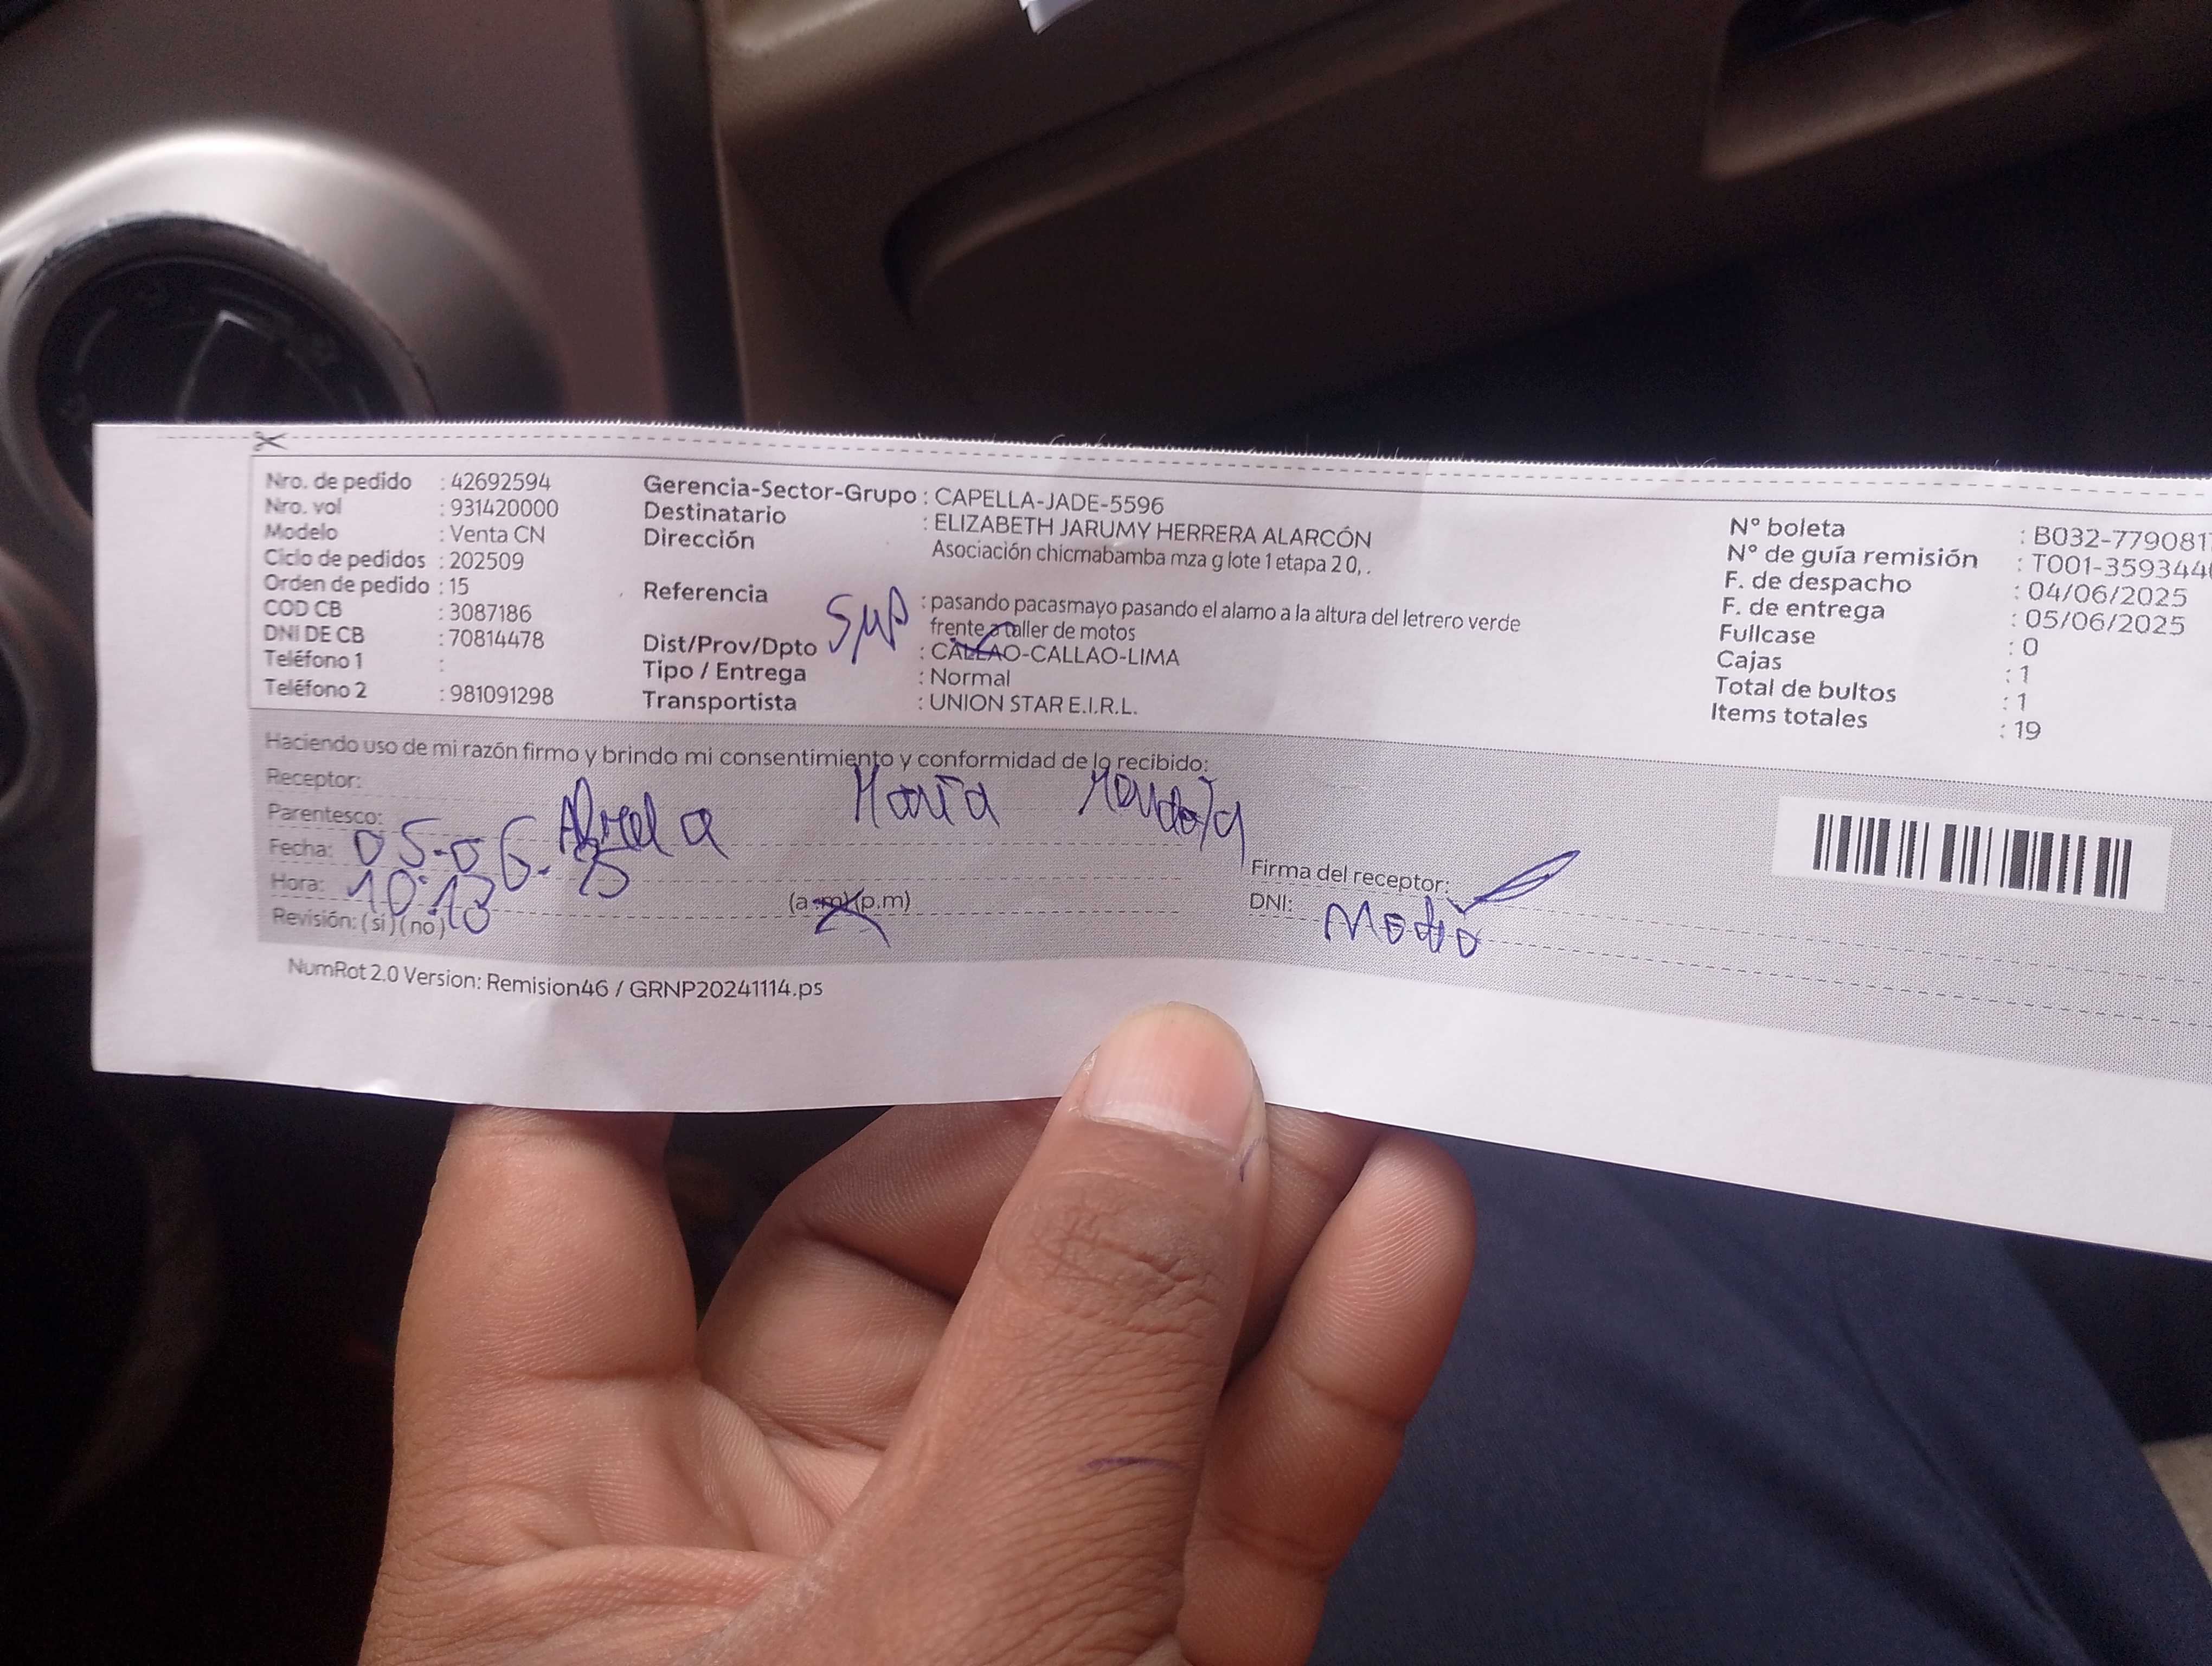 Nro. de pedido : 42692594
Nro. vol : 931420000
Modelo : Venta CN
Ciclo de pedidos : 202509
Orden de pedido : 15
COD CB : 3087186
DNI DE CB : 70814478
Teléfono 1 :
Teléfono 2 : 981091298
Gerencia-Sector-Grupo : CAPELLA-JADE-5596
Destinatario : ELIZABETH JARUMY HERRERA ALARCÓN
Dirección Asociación chicmabamba mza g lote 1 etapa 2 0, .
Referencia : pasando pacasmayo pasando el alamo a la altura del letrero verde
frente a taller de motos
Dist/Prov/Dpto : CALLAO-CALLAO-LIMA
Tipo / Entrega : Normal
Transportista : UNION STAR E.I.R.L.
N° boleta : B032-779081
N° de guía remisión : T001-359344
F. de despacho : 04/06/2025
F. de entrega : 05/06/2025
Fullcase : 0
Cajas : 1
Total de bultos : 1
Items totales : 19
Haciendo uso de mi razón firmo y brindo mi consentimiento y conformidad de lo recibido:
Receptor: María
Parentesco:
Fecha: 05-06-25
Hora: 10:13 (a.m)(p.m)
Revisión: (si) (no)
Firma del receptor:
DNI:
NumRot 2.0 Version: Remision46 / GRNP20241114.ps